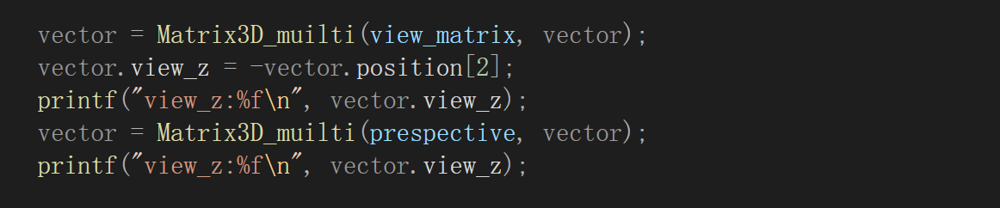 vector = Matrix3D_muilti(view_matrix, vector);
vector.view_z = -vector.position[2];
printf("view_z:%f\n", vector.view_z);
vector = Matrix3D_muilti(prespective, vector);
printf("view_z:%f\n", vector.view_z);